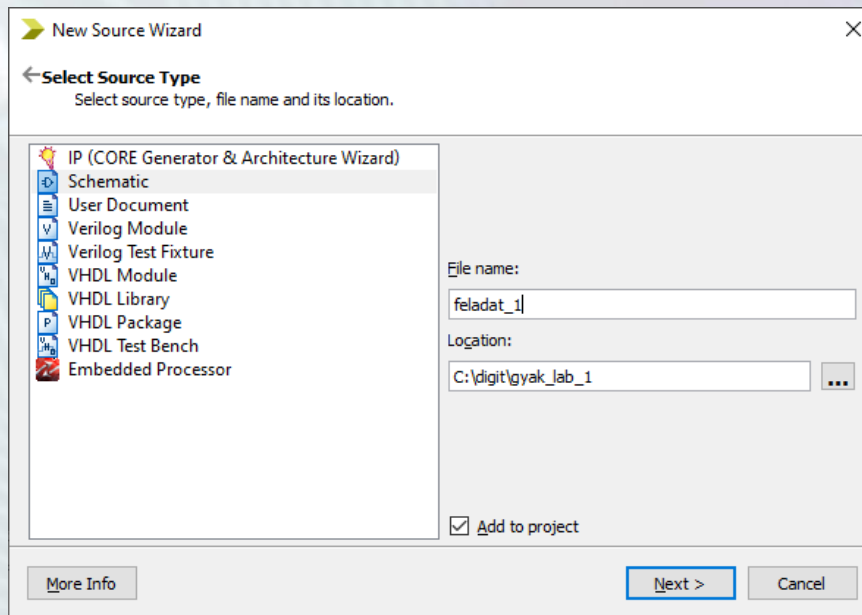 New Source Wizard
Select Source Type
Select source type, file name and its location.
IP (CORE Generator & Architecture Wizard)
Schematic
User Document
Verilog Module
Verilog Test Fixture
VHDL Module
VHDL Library
VHDL Package
VHDL Test Bench
Embedded Processor
File name:
feladat_1
Location:
C:\digit\gyak_lab_1
...
Add to project
More Info
Next >
Cancel